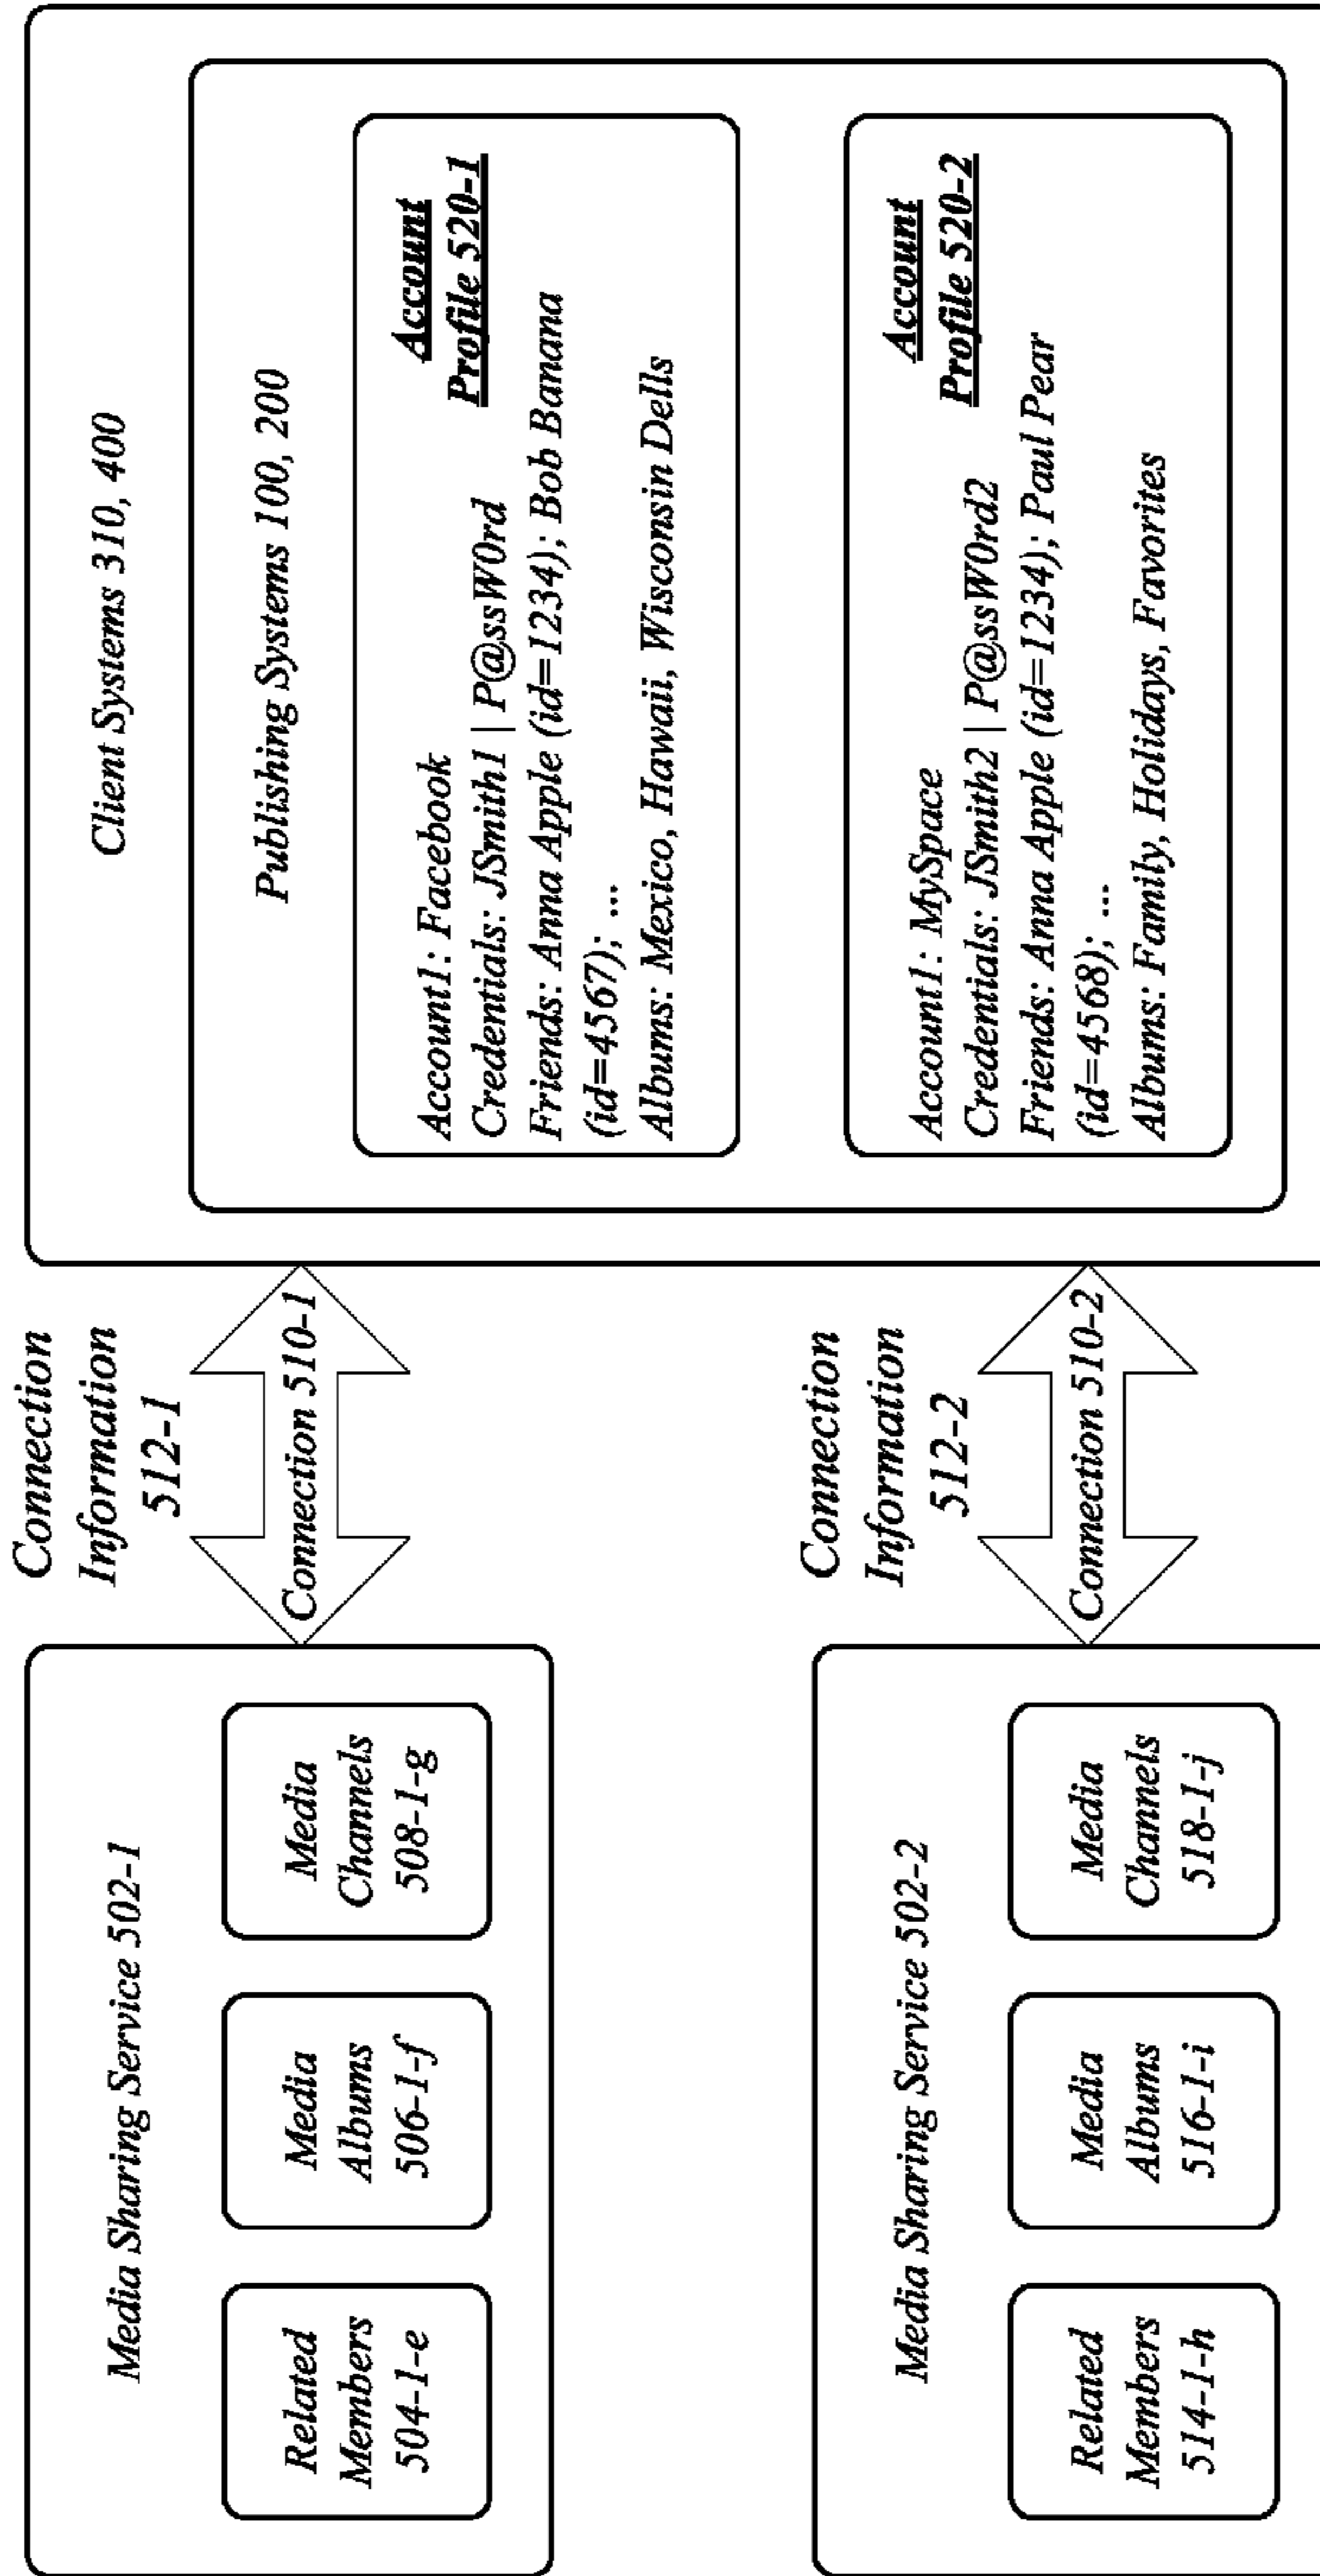 Media Sharing Service 502-1
Related
Members
504-1-e
Media
Albums
506-1-f
Media
Channels
508-1-g
Connection
Information
512-1
Connection 510-1
Media Sharing Service 502-2
Related
Members
514-1-h
Media
Albums
516-1-i
Media
Channels
518-1-j
Connection
Information
512-2
Connection 510-2
Client Systems 310, 400
Publishing Systems 100, 200
Account
Profile 520-1
Account1: Facebook
Credentials: JSmith1 | P@ssW0rd
Friends: Anna Apple (id=1234); Bob Banana
(id=4567); ...
Albums: Mexico, Hawaii, Wisconsin Dells
Account
Profile 520-2
Account1: MySpace
Credentials: JSmith2 | P@ssW0rd2
Friends: Anna Apple (id=1234); Paul Pear
(id=4568); ...
Albums: Family, Holidays, Favorites